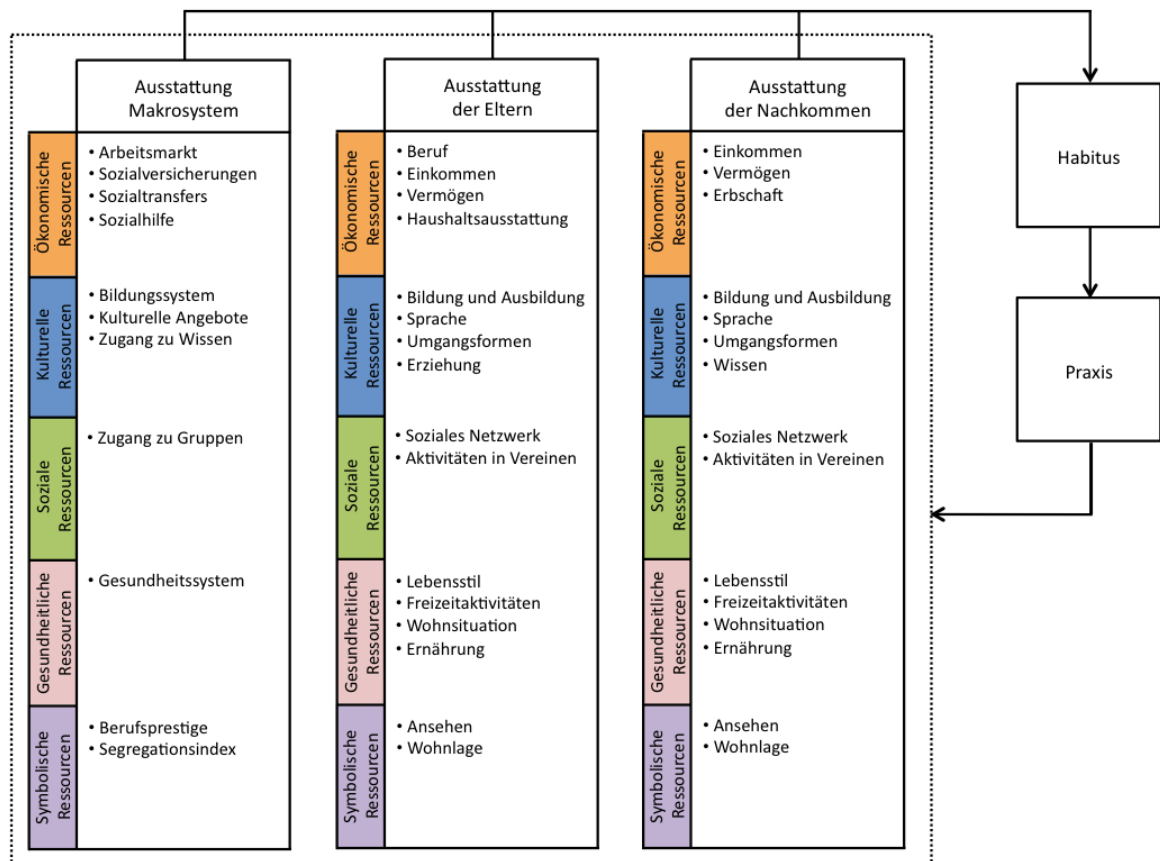 Ausstattung
Makrosystem
Ökonomische
Ressourcen
• Arbeitsmarkt
• Sozialversicherungen
• Sozialtransfers
• Sozialhilfe
Kulturelle
Ressourcen
• Bildungssystem
• Kulturelle Angebote
• Zugang zu Wissen
Soziale
Ressourcen
• Zugang zu Gruppen
Gesundheitliche
Ressourcen
• Gesundheitssystem
Symbolische
Ressourcen
• Berufsprestige
• Segregationsindex
Ausstattung
der Eltern
Ökonomische
Ressourcen
• Beruf
• Einkommen
• Vermögen
• Haushaltsausstattung
Kulturelle
Ressourcen
• Bildung und Ausbildung
• Sprache
• Umgangsformen
• Erziehung
Soziale
Ressourcen
• Soziales Netzwerk
• Aktivitäten in Vereinen
Gesundheitliche
Ressourcen
• Lebensstil
• Freizeitaktivitäten
• Wohnsituation
• Ernährung
Symbolische
Ressourcen
• Ansehen
• Wohnlage
Ausstattung
der Nachkommen
Ökonomische
Ressourcen
• Einkommen
• Vermögen
• Erbschaft
Kulturelle
Ressourcen
• Bildung und Ausbildung
• Sprache
• Umgangsformen
• Wissen
Soziale
Ressourcen
• Soziales Netzwerk
• Aktivitäten in Vereinen
Gesundheitliche
Ressourcen
• Lebensstil
• Freizeitaktivitäten
• Wohnsituation
• Ernährung
Symbolische
Ressourcen
• Ansehen
• Wohnlage
Habitus
Praxis